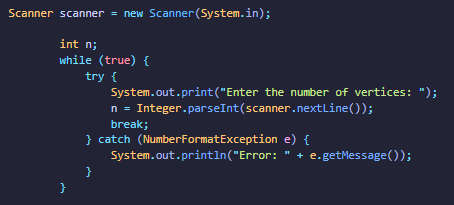 Scanner scanner = new Scanner(System.in);
int n;
while (true) {
try {
System.out.print("Enter the number of vertices: ");
n = Integer.parseInt(scanner.nextLine());
break;
} catch (NumberFormatException e) {
System.out.println("Error: " + e.getMessage());
}
}